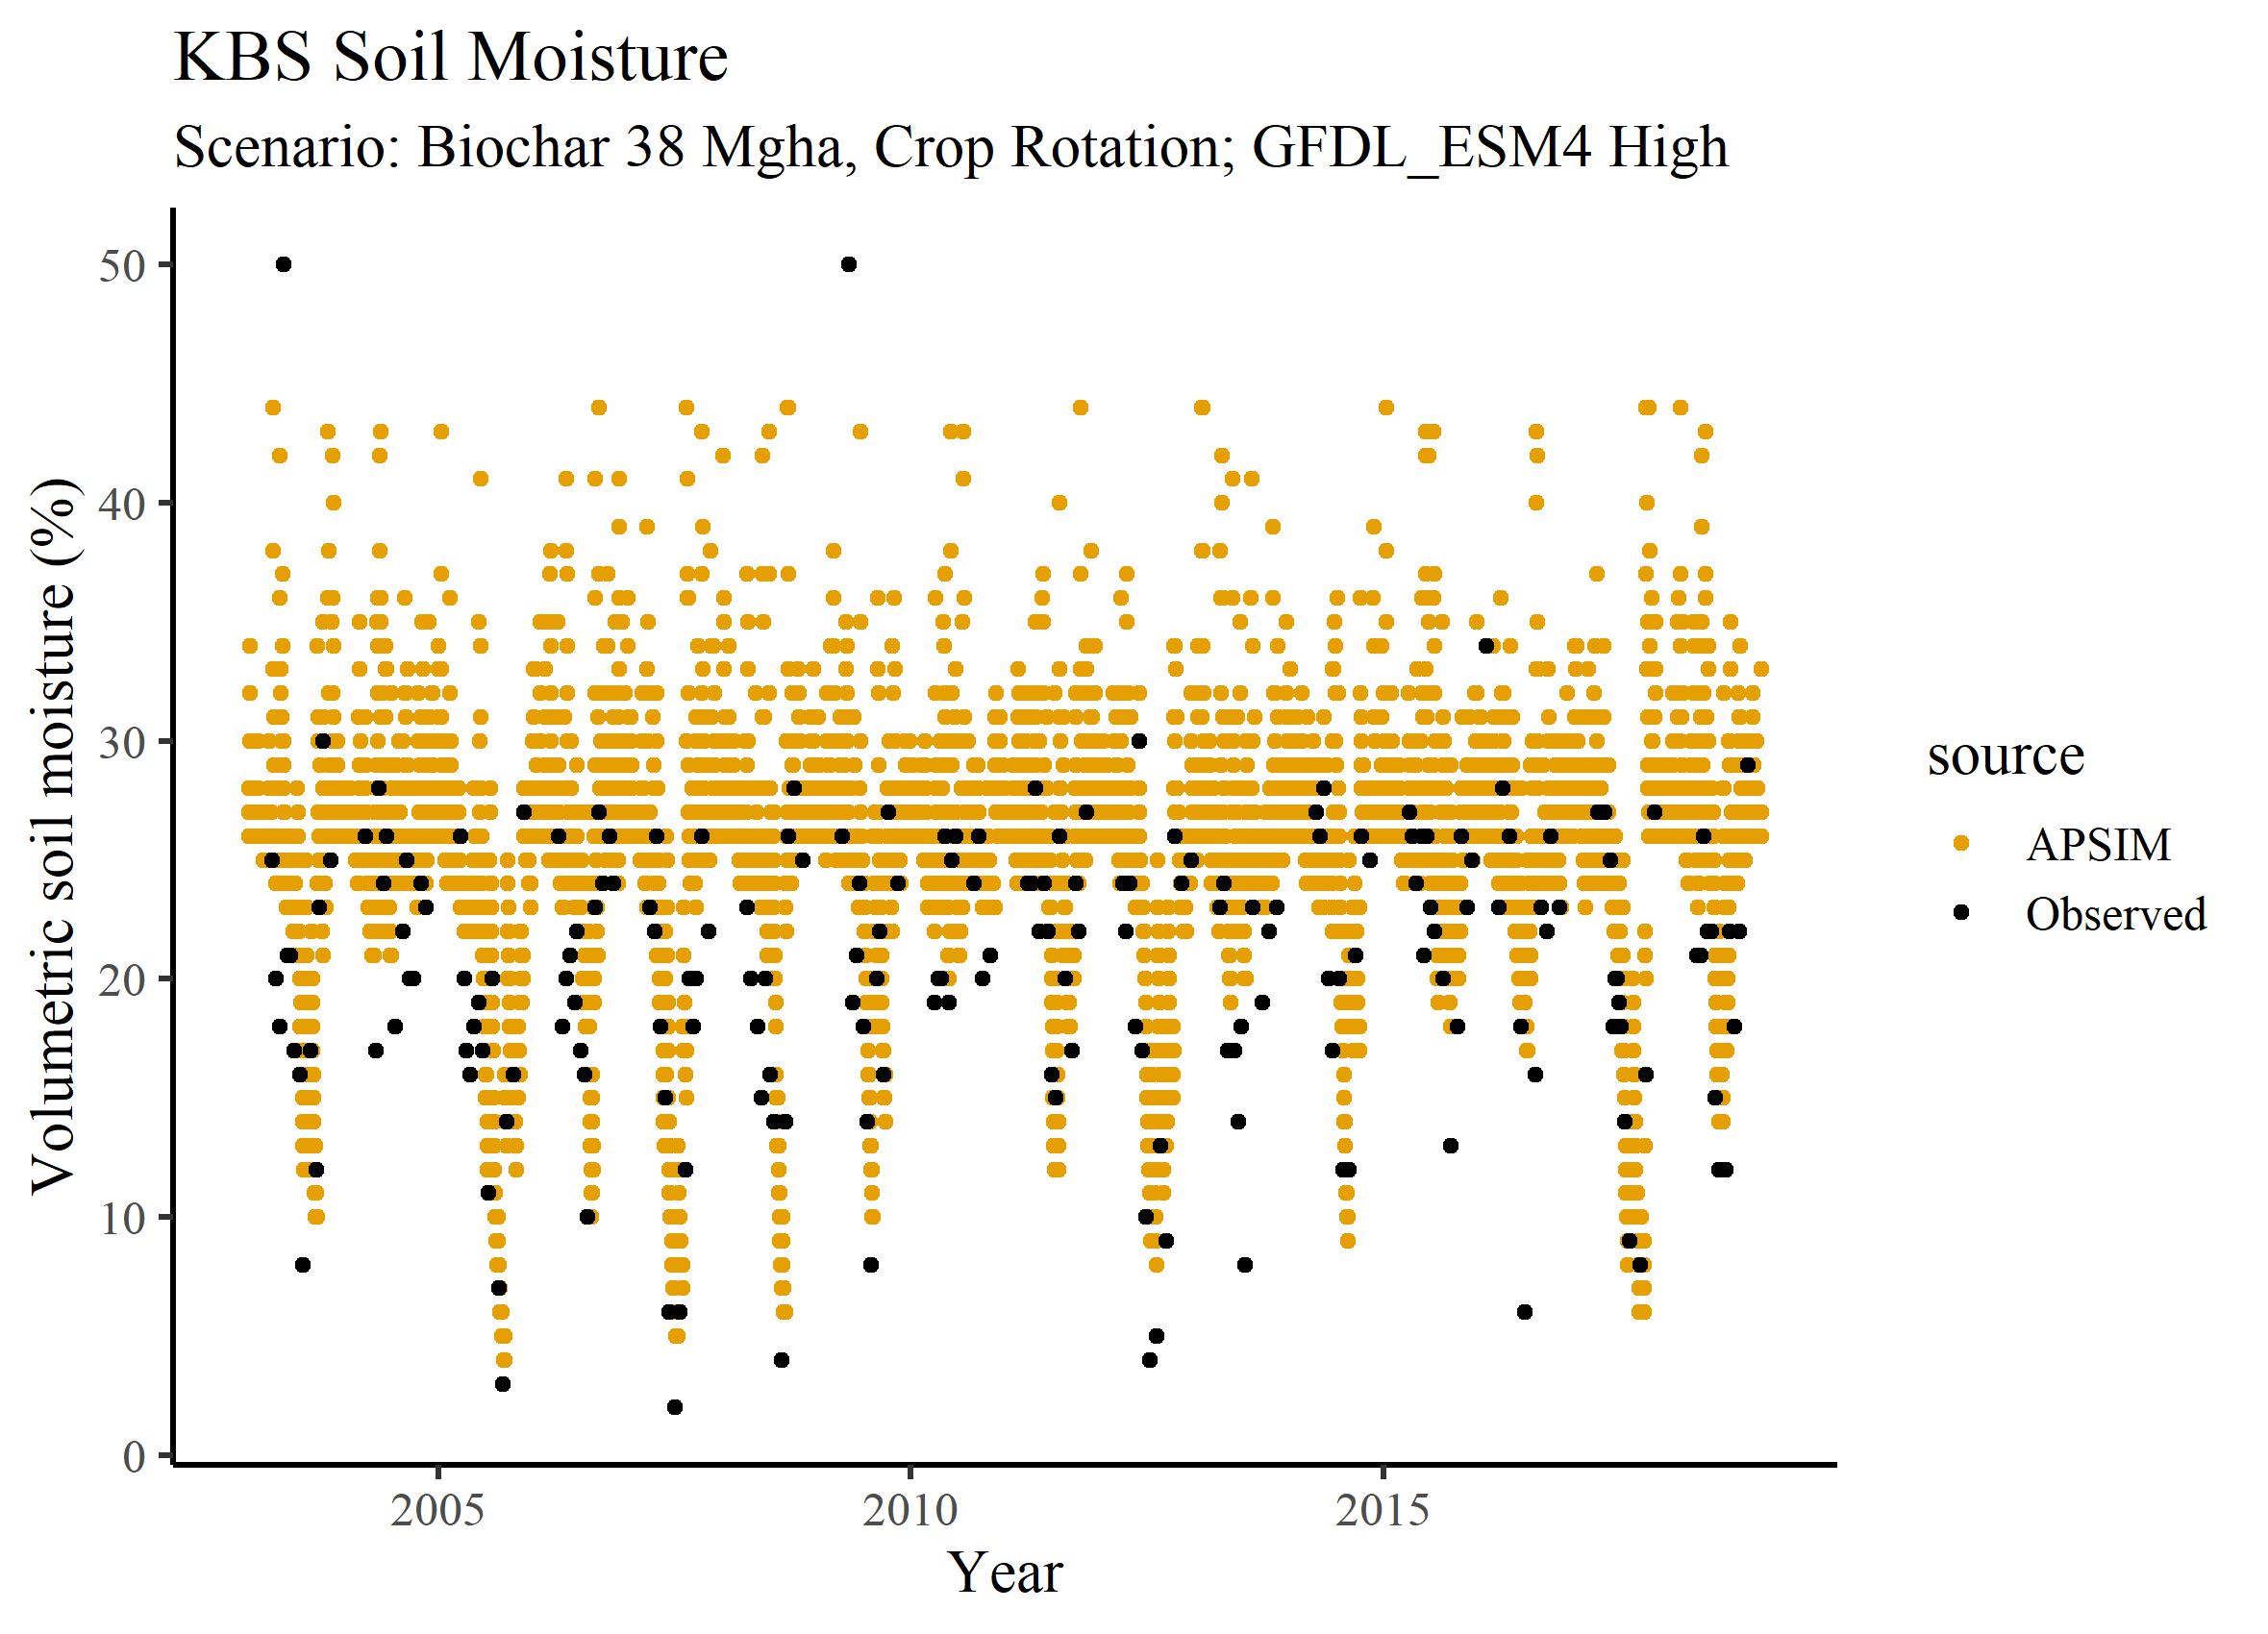 KBS Soil Moisture
Scenario: Biochar 38 Mgha, Crop Rotation; GFDL_ESM4 High
Volumetric soil moisture (%)
50
40
30
20
10
0
2005
2010
2015
Year
source
APSIM
Observed